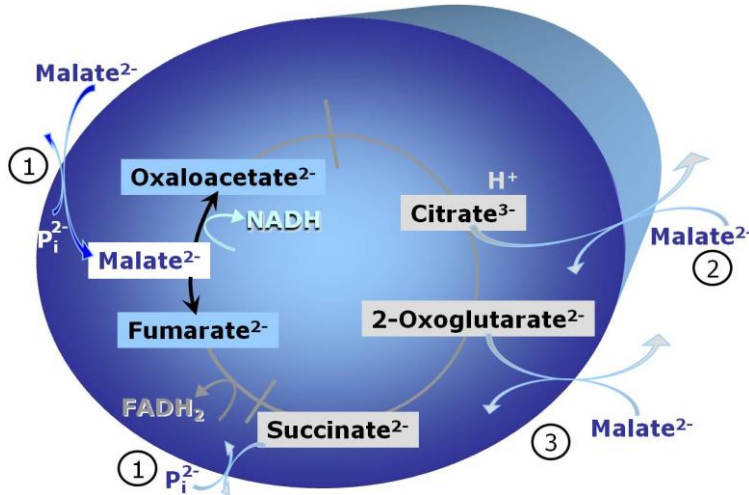 Malate²⁻
①
Oxaloacetate²⁻
H⁺
Citrate³⁻
NADH
Pᵢ²⁻
Malate²⁻
Malate²⁻
②
Fumarate²⁻
2-Oxoglutarate²⁻
FADH₂
Succinate²⁻
Malate²⁻
③
①
Pᵢ²⁻